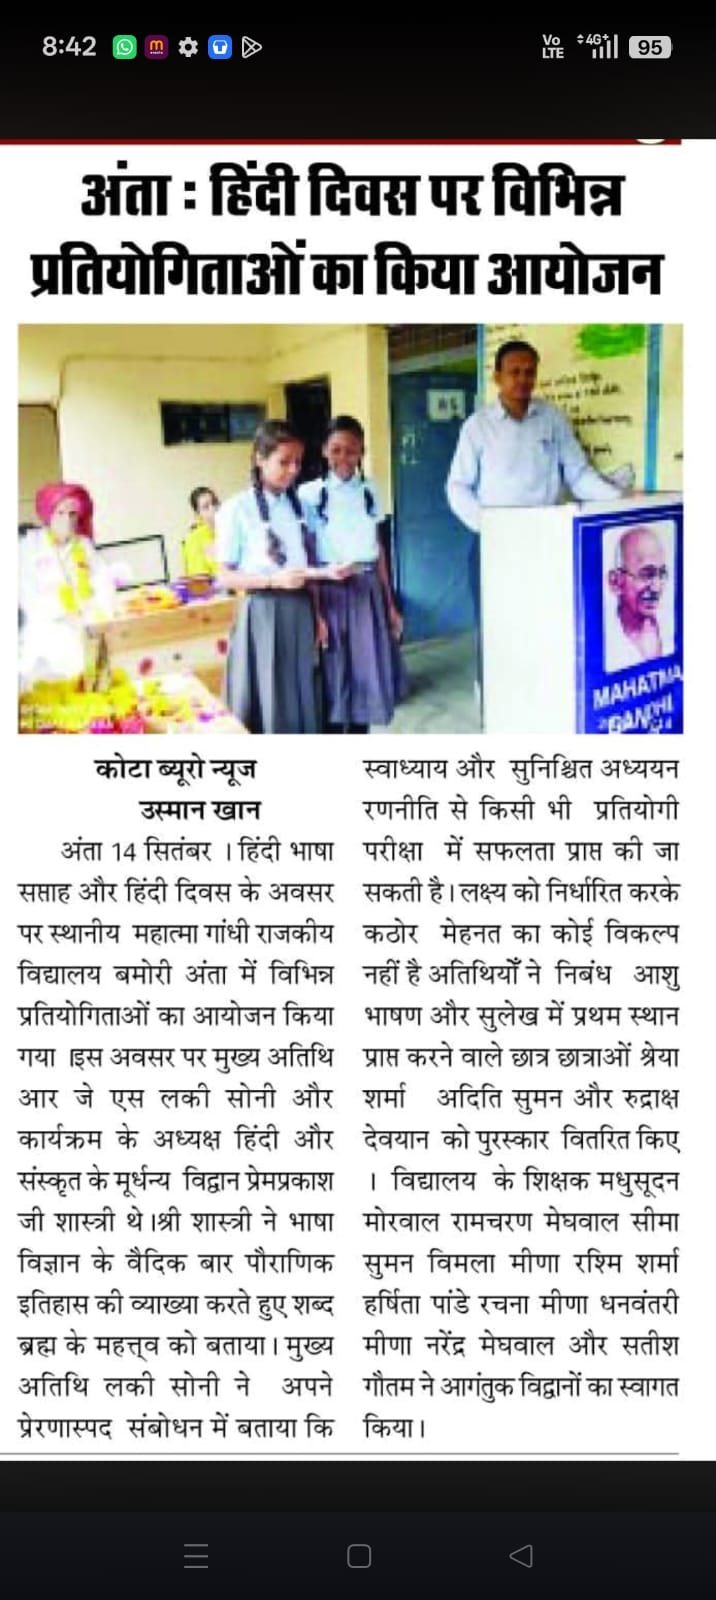 8:42
Vo LTE 4G+ 95
अंता : हिंदी दिवस पर विभिन्न
प्रतियोगिताओं का किया आयोजन
MAHATMA
GANDHI
कोटा ब्यूरो न्यूज
उस्मान खान
अंता 14 सितंबर । हिंदी भाषा
सप्ताह और हिंदी दिवस के अवसर
पर स्थानीय महात्मा गांधी राजकीय
विद्यालय बमोरी अंता में विभिन्न
प्रतियोगिताओं का आयोजन किया
गया ।इस अवसर पर मुख्य अतिथि
आर जे एस लकी सोनी और
कार्यक्रम के अध्यक्ष हिंदी और
संस्कृत के मूर्धन्य विद्वान प्रेमप्रकाश
जी शास्त्री थे ।श्री शास्त्री ने भाषा
विज्ञान के वैदिक बार पौराणिक
इतिहास की व्याख्या करते हुए शब्द
ब्रह्म के महत्त्व को बताया। मुख्य
अतिथि लकी सोनी ने अपने
प्रेरणास्पद संबोधन में बताया कि
स्वाध्याय और सुनिश्चित अध्ययन
रणनीति से किसी भी प्रतियोगी
परीक्षा में सफलता प्राप्त की जा
सकती है। लक्ष्य को निर्धारित करके
कठोर मेहनत का कोई विकल्प
नहीं है अतिथियोंँ ने निबंध आशु
भाषण और सुलेख में प्रथम स्थान
प्राप्त करने वाले छात्र छात्राओं श्रेया
शर्मा अदिति सुमन और रुद्राक्ष
देवयान को पुरस्कार वितरित किए
। विद्यालय के शिक्षक मधुसूदन
मोरवाल रामचरण मेघवाल सीमा
सुमन विमला मीणा रश्मि शर्मा
हर्षिता पांडे रचना मीणा धनवंतरी
मीणा नरेंद्र मेघवाल और सतीश
गौतम ने आगंतुक विद्वानों का स्वागत
किया।